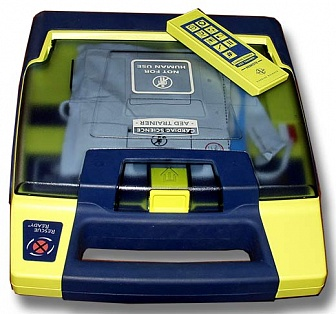 NOT FOR
HUMAN USE
CARDIAC SCIENCE
AED TRAINER
RESCUE
READY®